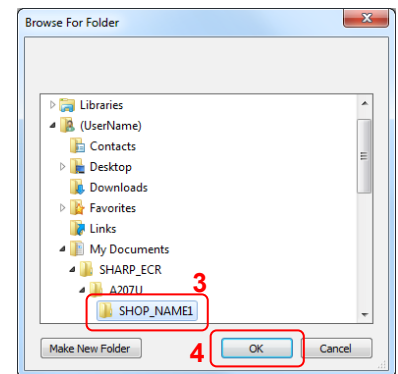 Browse For Folder
Libraries
(UserName)
Contacts
Desktop
Downloads
Favorites
Links
My Documents
SHARP_ECR
3
A207U
SHOP_NAME1
Make New Folder
4
OK
Cancel